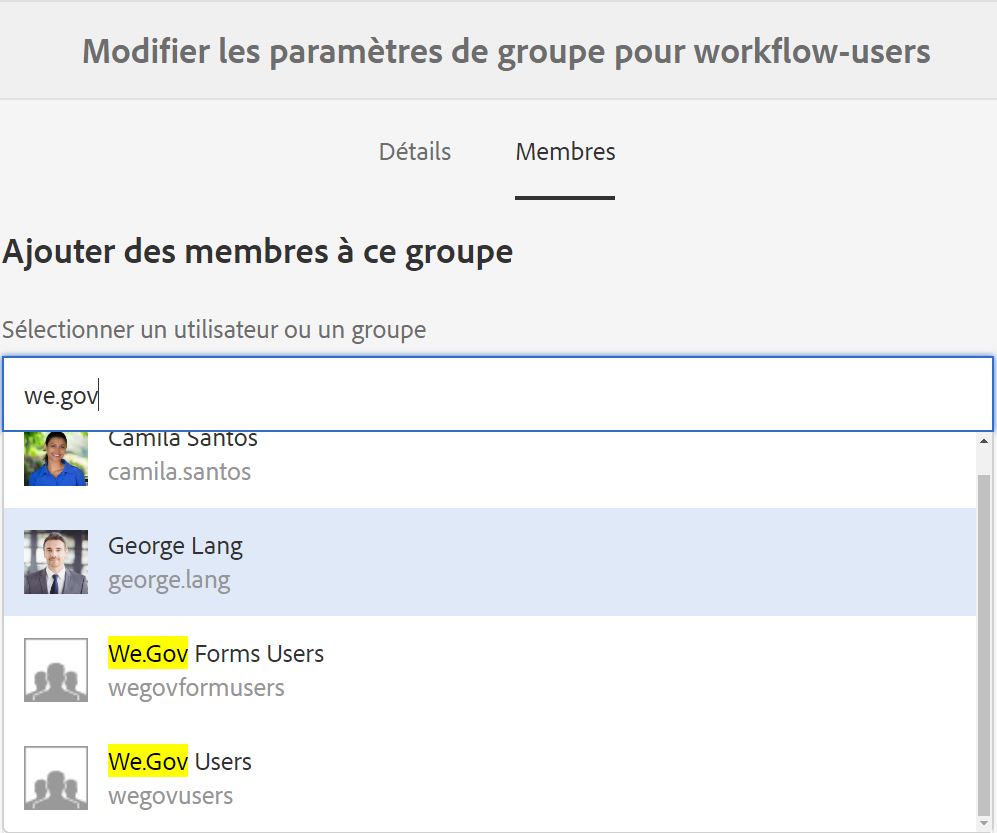 Modifier les paramètres de groupe pour workflow-users
Détails
Membres
Ajouter des membres à ce groupe
Sélectionner un utilisateur ou un groupe
we.gov
Camila Santos
camila.santos
George Lang
george.lang
We.Gov Forms Users
wegovformusers
We.Gov Users
wegovusers